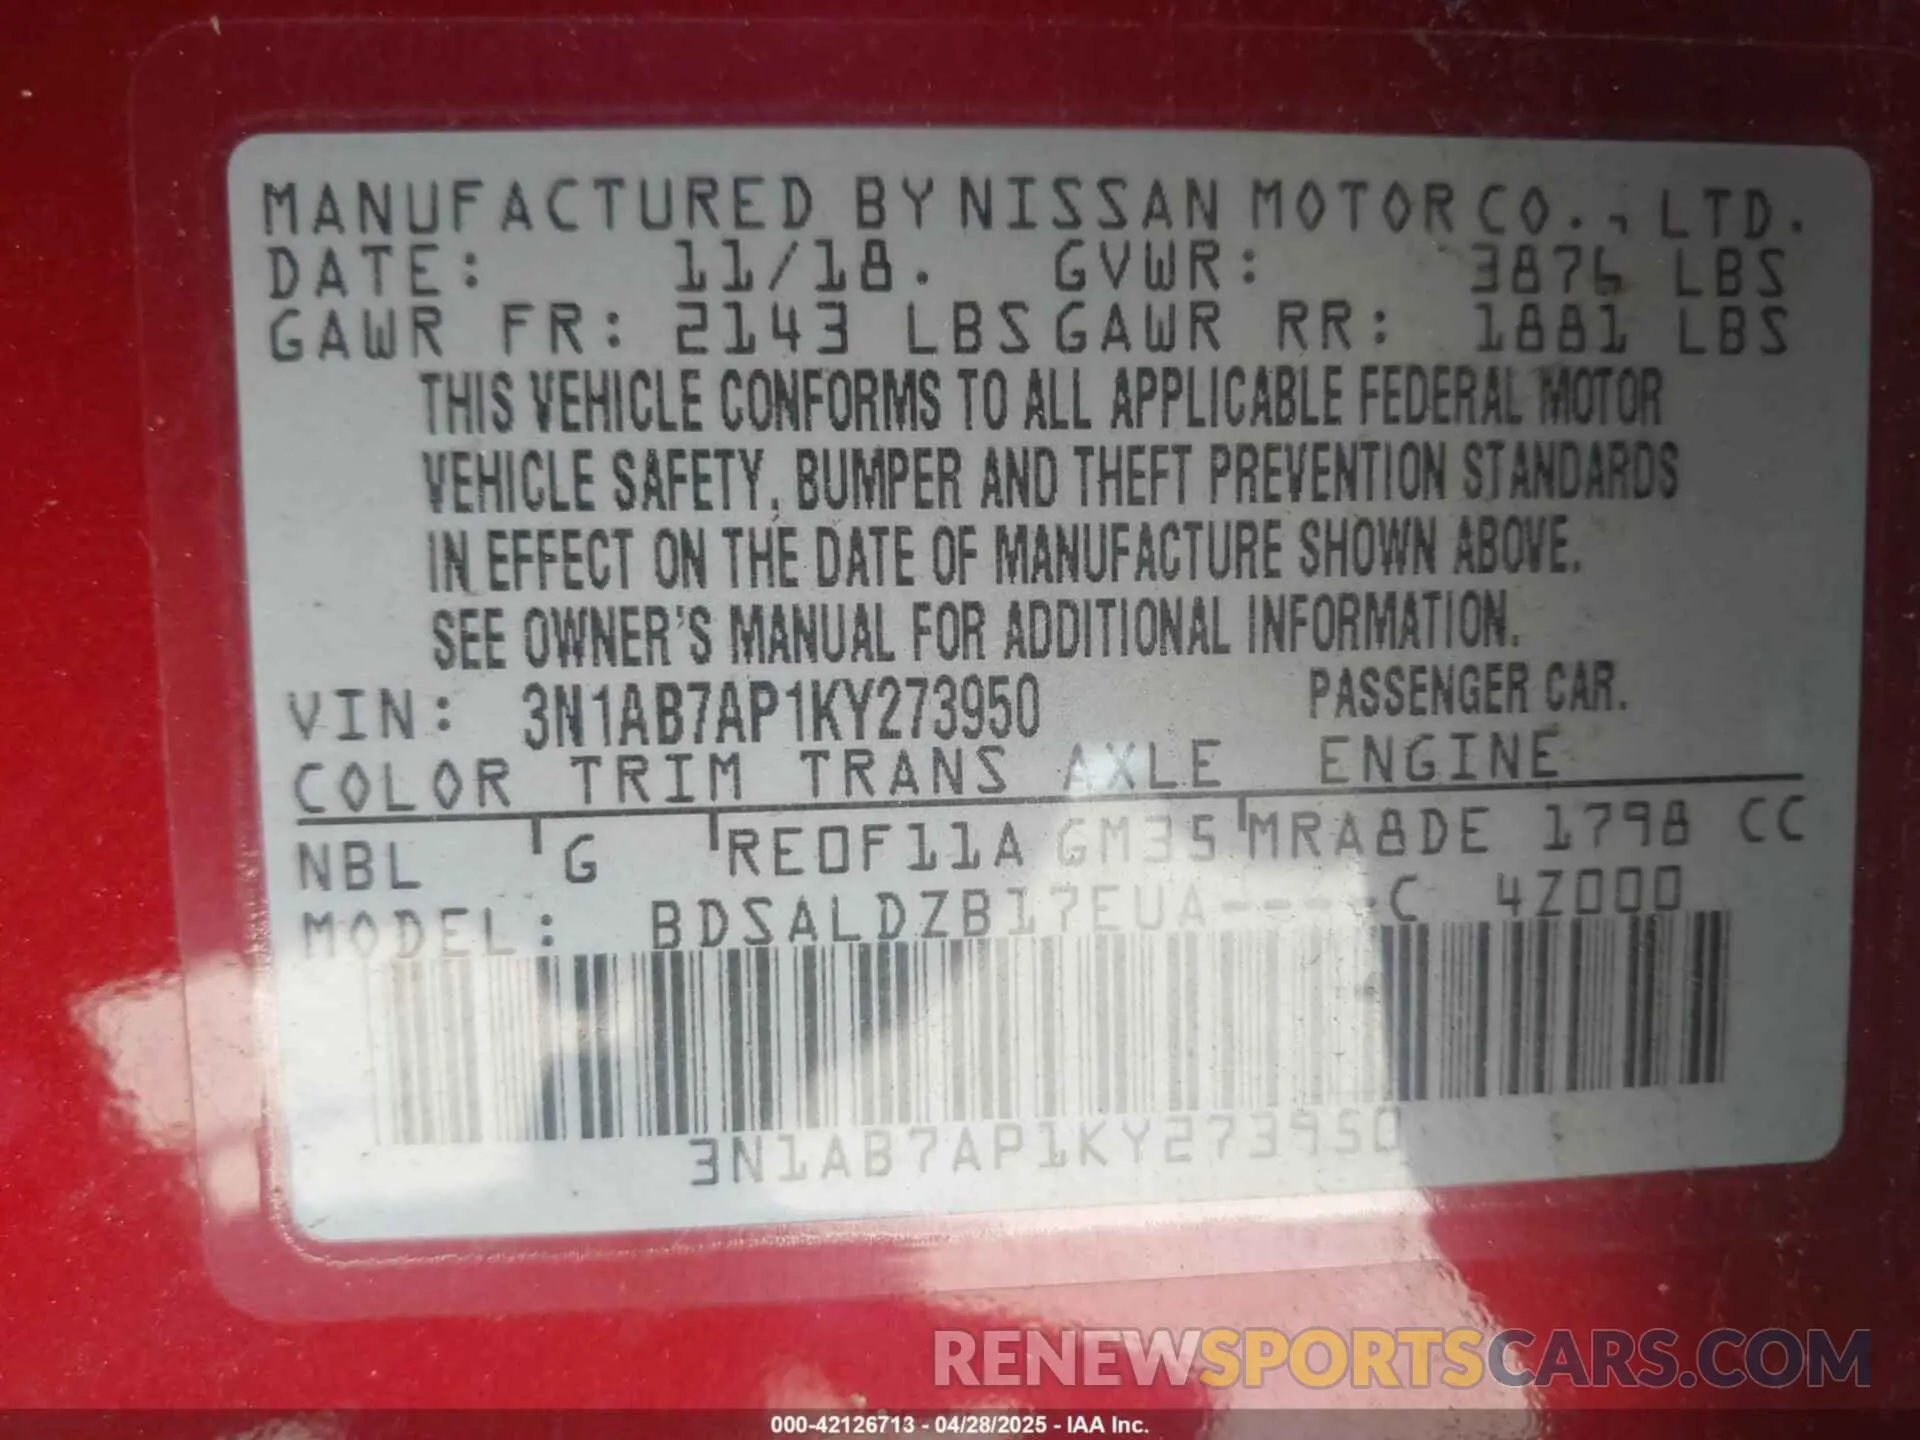 MANUFACTURED BY NISSAN MOTOR CO., LTD.
DATE: 11/18. GVWR: 3876 LBS
GAWR FR: 2143 LBS GAWR RR: 1881 LBS
THIS VEHICLE CONFORMS TO ALL APPLICABLE FEDERAL MOTOR
VEHICLE SAFETY, BUMPER AND THEFT PREVENTION STANDARDS
IN EFFECT ON THE DATE OF MANUFACTURE SHOWN ABOVE.
SEE OWNER'S MANUAL FOR ADDITIONAL INFORMATION.
VIN: 3N1AB7AP1KY273950 PASSENGER CAR.
COLOR TRIM TRANS AXLE ENGINE
NBL G RE0F11A GM35 MRA8DE 1798 CC
MODEL: BDSALDZB17EUA----C 4Z000
3N1AB7AP1KY273950
RENEWSPORTSCARS.COM
000-42126713 - 04/28/2025 - IAA Inc.